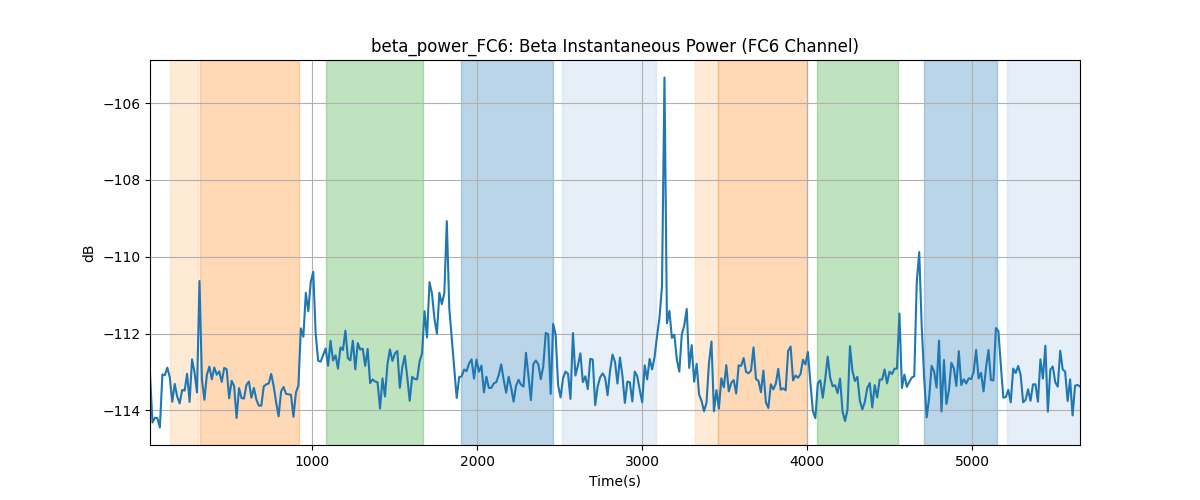 beta_power_FC6: Beta Instantaneous Power (FC6 Channel)
dB
−106
−108
−110
−112
−114
1000 2000 3000 4000 5000
Time(s)